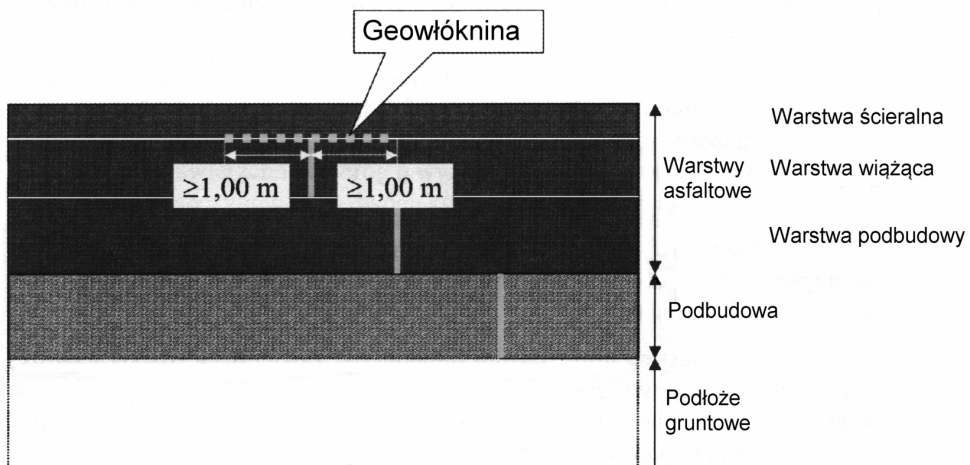 Geowłóknina
Warstwa ścieralna
≥1,00 m
≥1,00 m
Warstwy
asfaltowe
Warstwa wiążąca
Warstwa podbudowy
Podbudowa
Podłoże
gruntowe